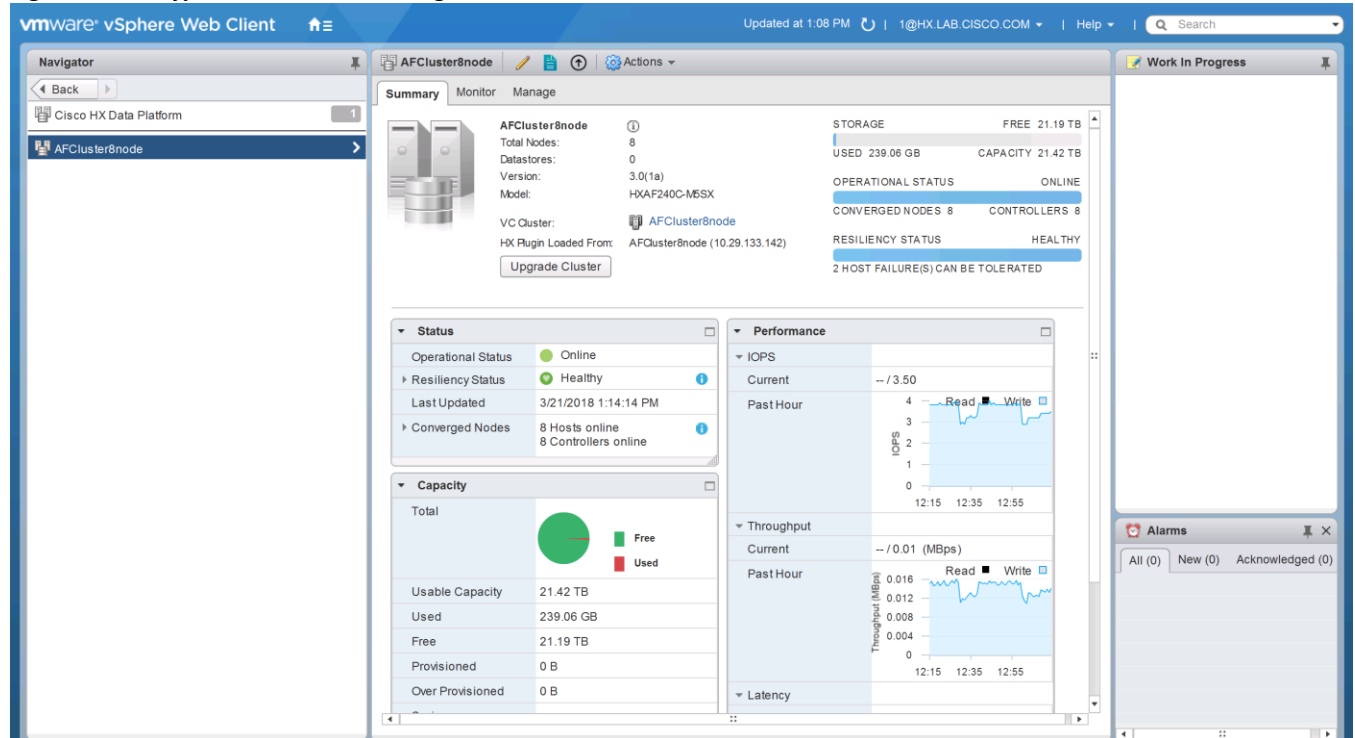 vmware® vSphere Web Client
Updated at 1:08 PM | 1@HX.LAB.CISCO.COM | Help | Search
Navigator
Back
Cisco HX Data Platform 1
AFCluster8node
AFCluster8node Actions
Summary Monitor Manage
AFCluster8node
Total Nodes: 8
Datastores: 0
Version: 3.0(1a)
Model: HXAF240C-M5SX
VC Cluster: AFCluster8node
HX Plugin Loaded From: AFCluster8node (10.29.133.142)
Upgrade Cluster
STORAGE FREE 21.19 TB
USED 239.06 GB CAPACITY 21.42 TB
OPERATIONAL STATUS ONLINE
CONVERGED NODES 8 CONTROLLERS 8
RESILIENCY STATUS HEALTHY
2 HOST FAILURE(S) CAN BE TOLERATED
Status
Operational Status Online
Resiliency Status Healthy
Last Updated 3/21/2018 1:14:14 PM
Converged Nodes 8 Hosts online
8 Controllers online
Capacity
Total
Free
Used
Usable Capacity 21.42 TB
Used 239.06 GB
Free 21.19 TB
Provisioned 0 B
Over Provisioned 0 B
Performance
IOPS
Current -- / 3.50
Past Hour
Read Write
IOPS
4
3
2
1
0
12:15 12:35 12:55
Throughput
Current -- / 0.01 (MBps)
Past Hour
Read Write
Throughput (MBps)
0.016
0.012
0.008
0.004
0
12:15 12:35 12:55
Latency
Work In Progress
Alarms
All (0) New (0) Acknowledged (0)